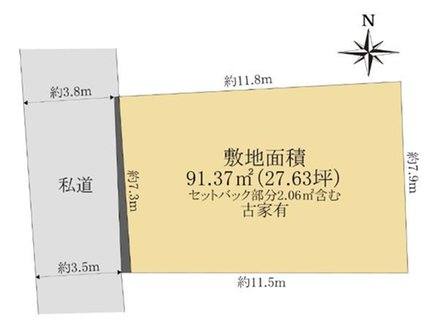 N
約3.8m
約11.8m
敷地面積
91.37㎡(27.63坪)
セットバック部分2.06㎡含む
古家有
私道
約7.3m
約7.9m
約3.5m
約11.5m